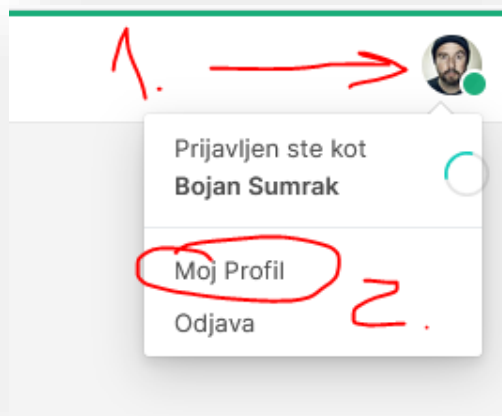 1.
Prijavljen ste kot
Bojan Sumrak
Moj Profil
2.
Odjava